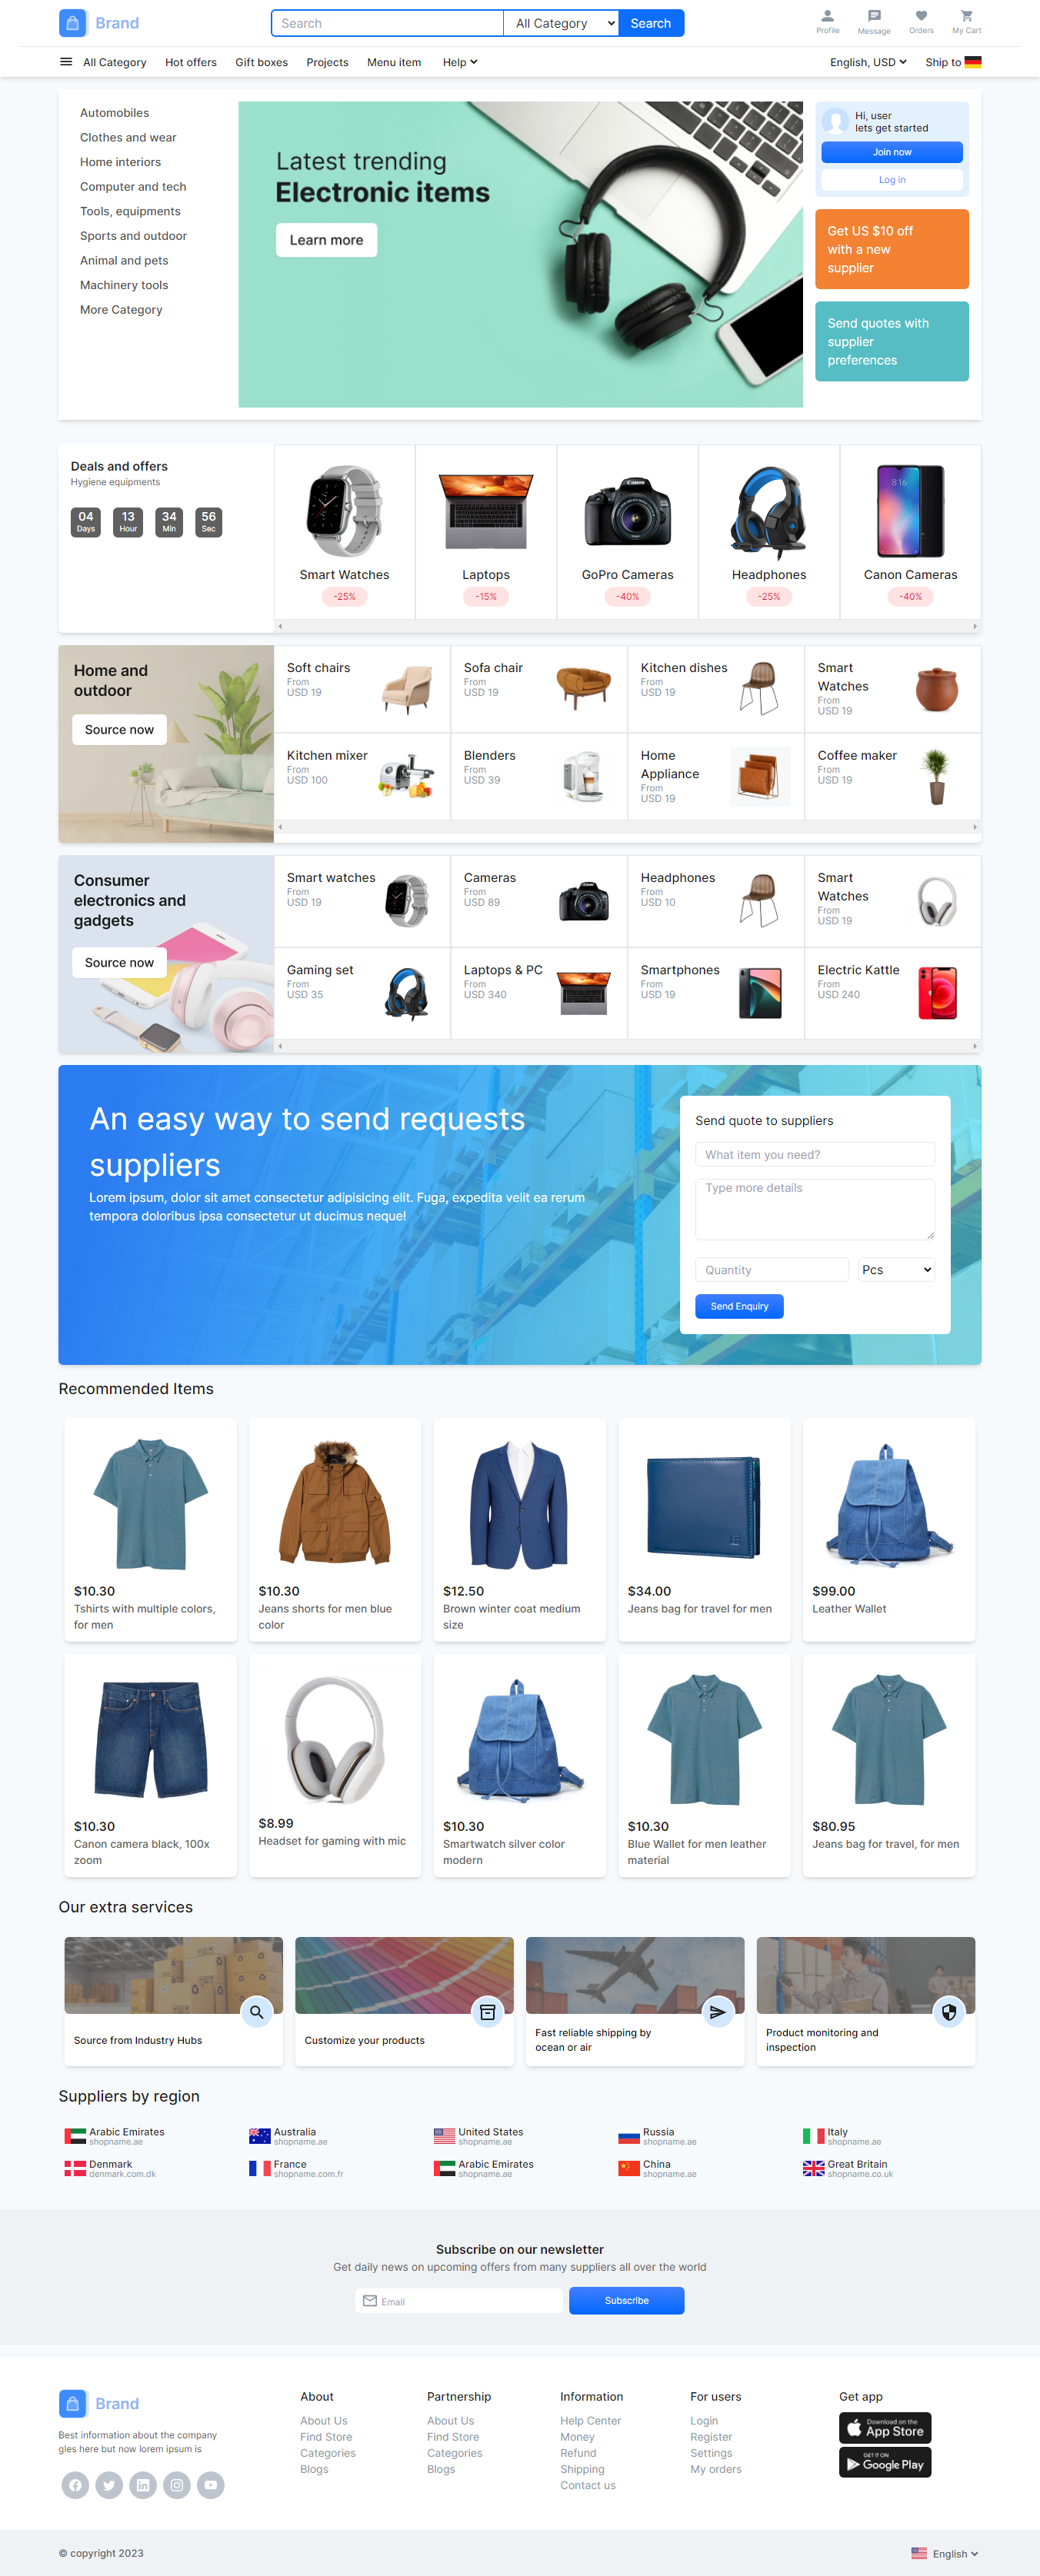 Brand
Search
All Category
Search
Profile
Message
Orders
My Cart
All Category
Hot offers
Gift boxes
Projects
Menu item
Help
English, USD
Ship to
Automobiles
Clothes and wear
Home interiors
Computer and tech
Tools, equipments
Sports and outdoor
Animal and pets
Machinery tools
More Category
Latest trending
Electronic items
Learn more
Hi, user
lets get started
Join now
Log in
Get US $10 off
with a new
supplier
Send quotes with
supplier
preferences
Deals and offers
Hygiene equipments
04
Days
13
Hour
34
Min
56
Sec
Smart Watches
-25%
Laptops
-15%
Canon
GoPro Cameras
-40%
Headphones
-25%
8:16
Canon Cameras
-40%
Home and
outdoor
Source now
Soft chairs
From
USD 19
Sofa chair
From
USD 19
Kitchen dishes
From
USD 19
Smart
Watches
From
USD 19
Kitchen mixer
From
USD 100
Blenders
From
USD 39
Home
Appliance
From
USD 19
Coffee maker
From
USD 19
Consumer
electronics and
gadgets
Source now
Smart watches
From
USD 19
Cameras
From
USD 89
Headphones
From
USD 10
Smart
Watches
From
USD 19
Gaming set
From
USD 35
Laptops & PC
From
USD 340
Smartphones
From
USD 19
Electric Kattle
From
USD 240
An easy way to send requests
suppliers
Lorem ipsum, dolor sit amet consectetur adipisicing elit. Fuga, expedita velit ea rerum
tempora doloribus ipsa consectetur ut ducimus neque!
Send quote to suppliers
What item you need?
Type more details
Quantity
Pcs
Send Enquiry
Recommended Items
$10.30
Tshirts with multiple colors,
for men
$10.30
Jeans shorts for men blue
color
$12.50
Brown winter coat medium
size
$34.00
Jeans bag for travel for men
$99.00
Leather Wallet
$10.30
Canon camera black, 100x
zoom
$8.99
Headset for gaming with mic
$10.30
Smartwatch silver color
modern
$10.30
Blue Wallet for men leather
material
$80.95
Jeans bag for travel, for men
Our extra services
Source from Industry Hubs
Customize your products
Fast reliable shipping by
ocean or air
Product monitoring and
inspection
Suppliers by region
Arabic Emirates
shopname.ae
Australia
shopname.ae
United States
shopname.ae
Russia
shopname.ae
Italy
shopname.ae
Denmark
denmark.com.dk
France
shopname.com.fr
Arabic Emirates
shopname.ae
China
shopname.ae
Great Britain
shopname.co.uk
Subscribe on our newsletter
Get daily news on upcoming offers from many suppliers all over the world
Email
Subscribe
Brand
Best information about the company
gles here but now lorem ipsum is
About
About Us
Find Store
Categories
Blogs
Partnership
About Us
Find Store
Categories
Blogs
Information
Help Center
Money
Refund
Shipping
Contact us
For users
Login
Register
Settings
My orders
Get app
Download on the
App Store
GET IT ON
Google Play
© copyright 2023
English